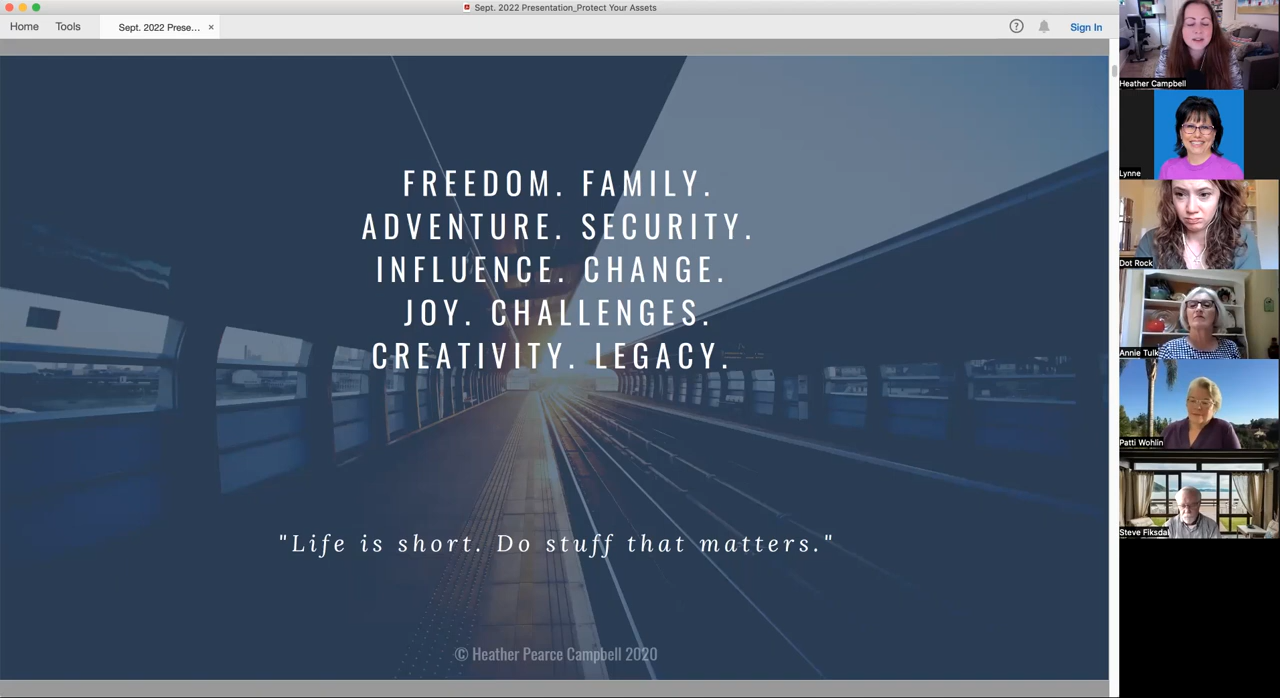 Sept. 2022 Presentation_Protect Your Assets
Home Tools Sept. 2022 Prese... × ? Sign In
FREEDOM. FAMILY.
ADVENTURE. SECURITY.
INFLUENCE. CHANGE.
JOY. CHALLENGES.
CREATIVITY. LEGACY.
"Life is short. Do stuff that matters."
© Heather Pearce Campbell 2020
Heather Campbell
Lynne
Dot Rock
Annie Tulk
Patti Wohlin
Steve Fiksdal